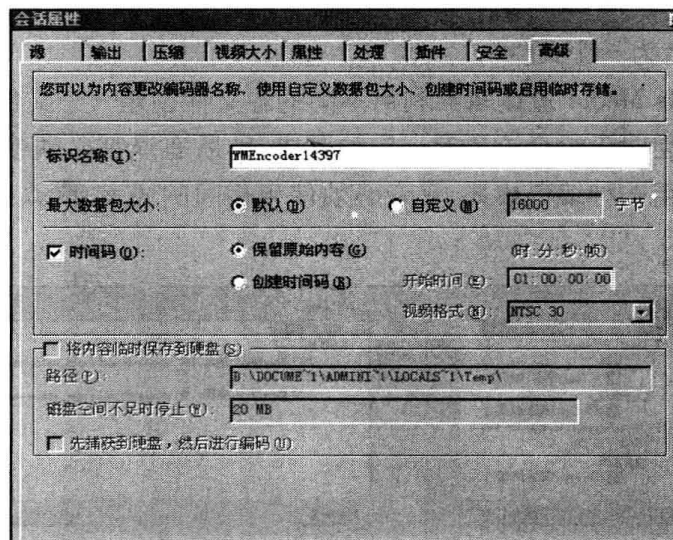 会话属性
源 输出 压缩 视频大小 属性 处理 插件 安全 高级
您可以为内容更改编码器名称、使用自定义数据包大小、创建时间码或启用临时存储。
标识名称(I): WMEncoder14397
最大数据包大小: 默认(D) 自定义(M) 16000 字节
时间码(O): 保留原始内容(G) (时:分:秒:帧)
创建时间码(R) 开始时间(E): 01: 00: 00: 00
视频格式(N): NTSC 30
将内容临时保存到硬盘(S)
路径(P): D:\DOCUME~1\ADMINI~1\LOCALS~1\Temp\
磁盘空间不足时停止(W): 20 MB
先捕获到硬盘，然后进行编码(U)